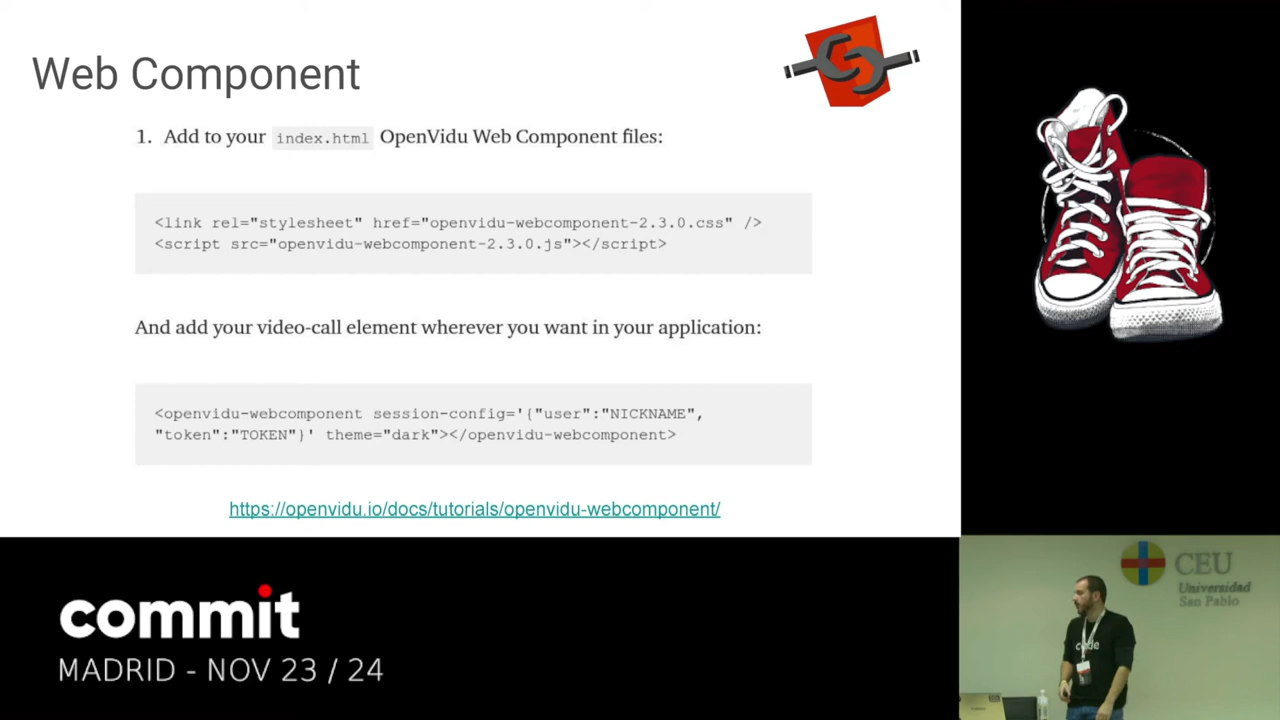 Web Component
1. Add to your index.html OpenVidu Web Component files:
<link rel="stylesheet" href="openvidu-webcomponent-2.3.0.css" />
<script src="openvidu-webcomponent-2.3.0.js"></script>
And add your video-call element wherever you want in your application:
<openvidu-webcomponent session-config='{"user":"NICKNAME",
"token":"TOKEN"}' theme="dark"></openvidu-webcomponent>
https://openvidu.io/docs/tutorials/openvidu-webcomponent/
commit
MADRID - NOV 23 / 24
CEU
Universidad
San Pablo